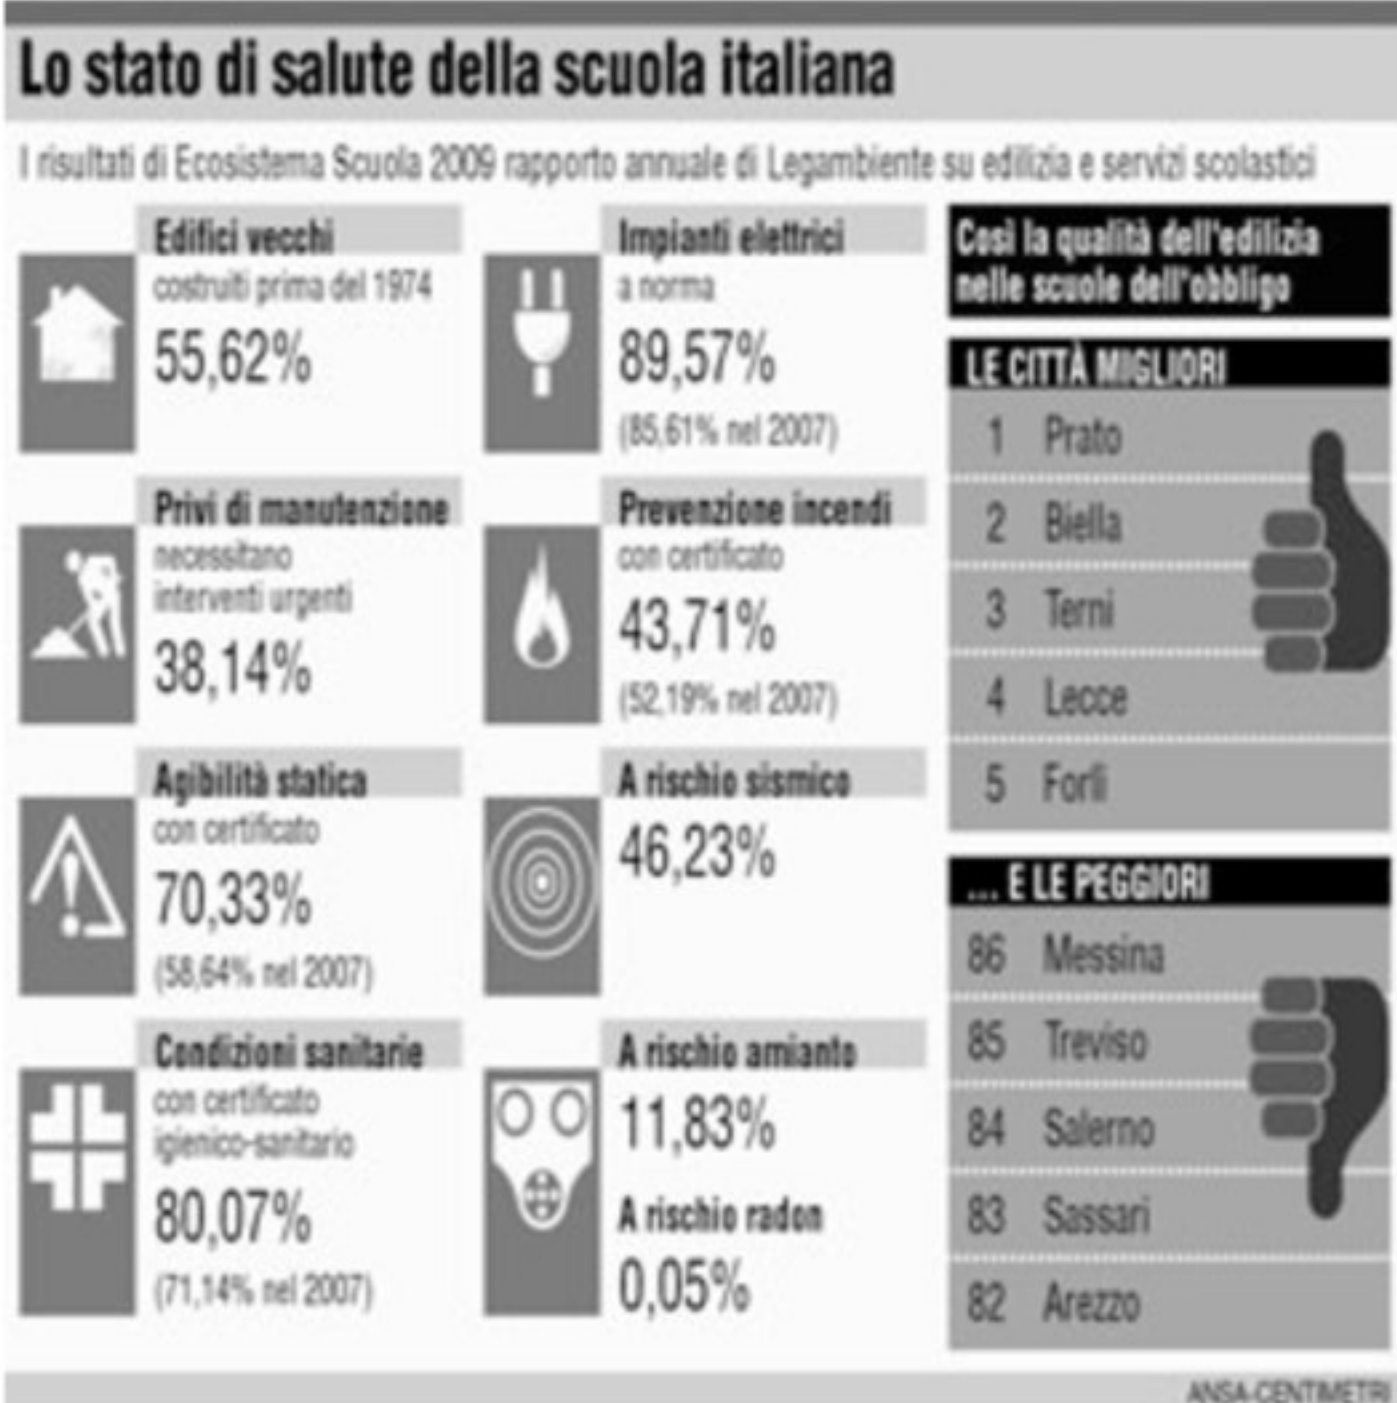 Lo stato di salute della scuola italiana
I risultati di Ecosistema Scuola 2009 rapporto annuale di Legambiente su edilizia e servizi scolastici
Edifici vecchi
costruiti prima del 1974
55,62%
Privi di manutenzione
necessitano
interventi urgenti
38,14%
Agibilità statica
con certificato
70,33%
(58,64% nel 2007)
Condizioni sanitarie
con certificato
igienico-sanitario
80,07%
(71,14% nel 2007)
Impianti elettrici
a norma
89,57%
(85,61% nel 2007)
Prevenzione incendi
con certificato
43,71%
(52,19% nel 2007)
A rischio sismico
46,23%
A rischio amianto
11,83%
A rischio radon
0,05%
Così la qualità dell'edilizia
nelle scuole dell'obbligo
LE CITTÀ MIGLIORI
1 Prato
2 Biella
3 Terni
4 Lecce
5 Forlì
... E LE PEGGIORI
86 Messina
85 Treviso
84 Salerno
83 Sassari
82 Arezzo
ANSA-CENTIMETRI